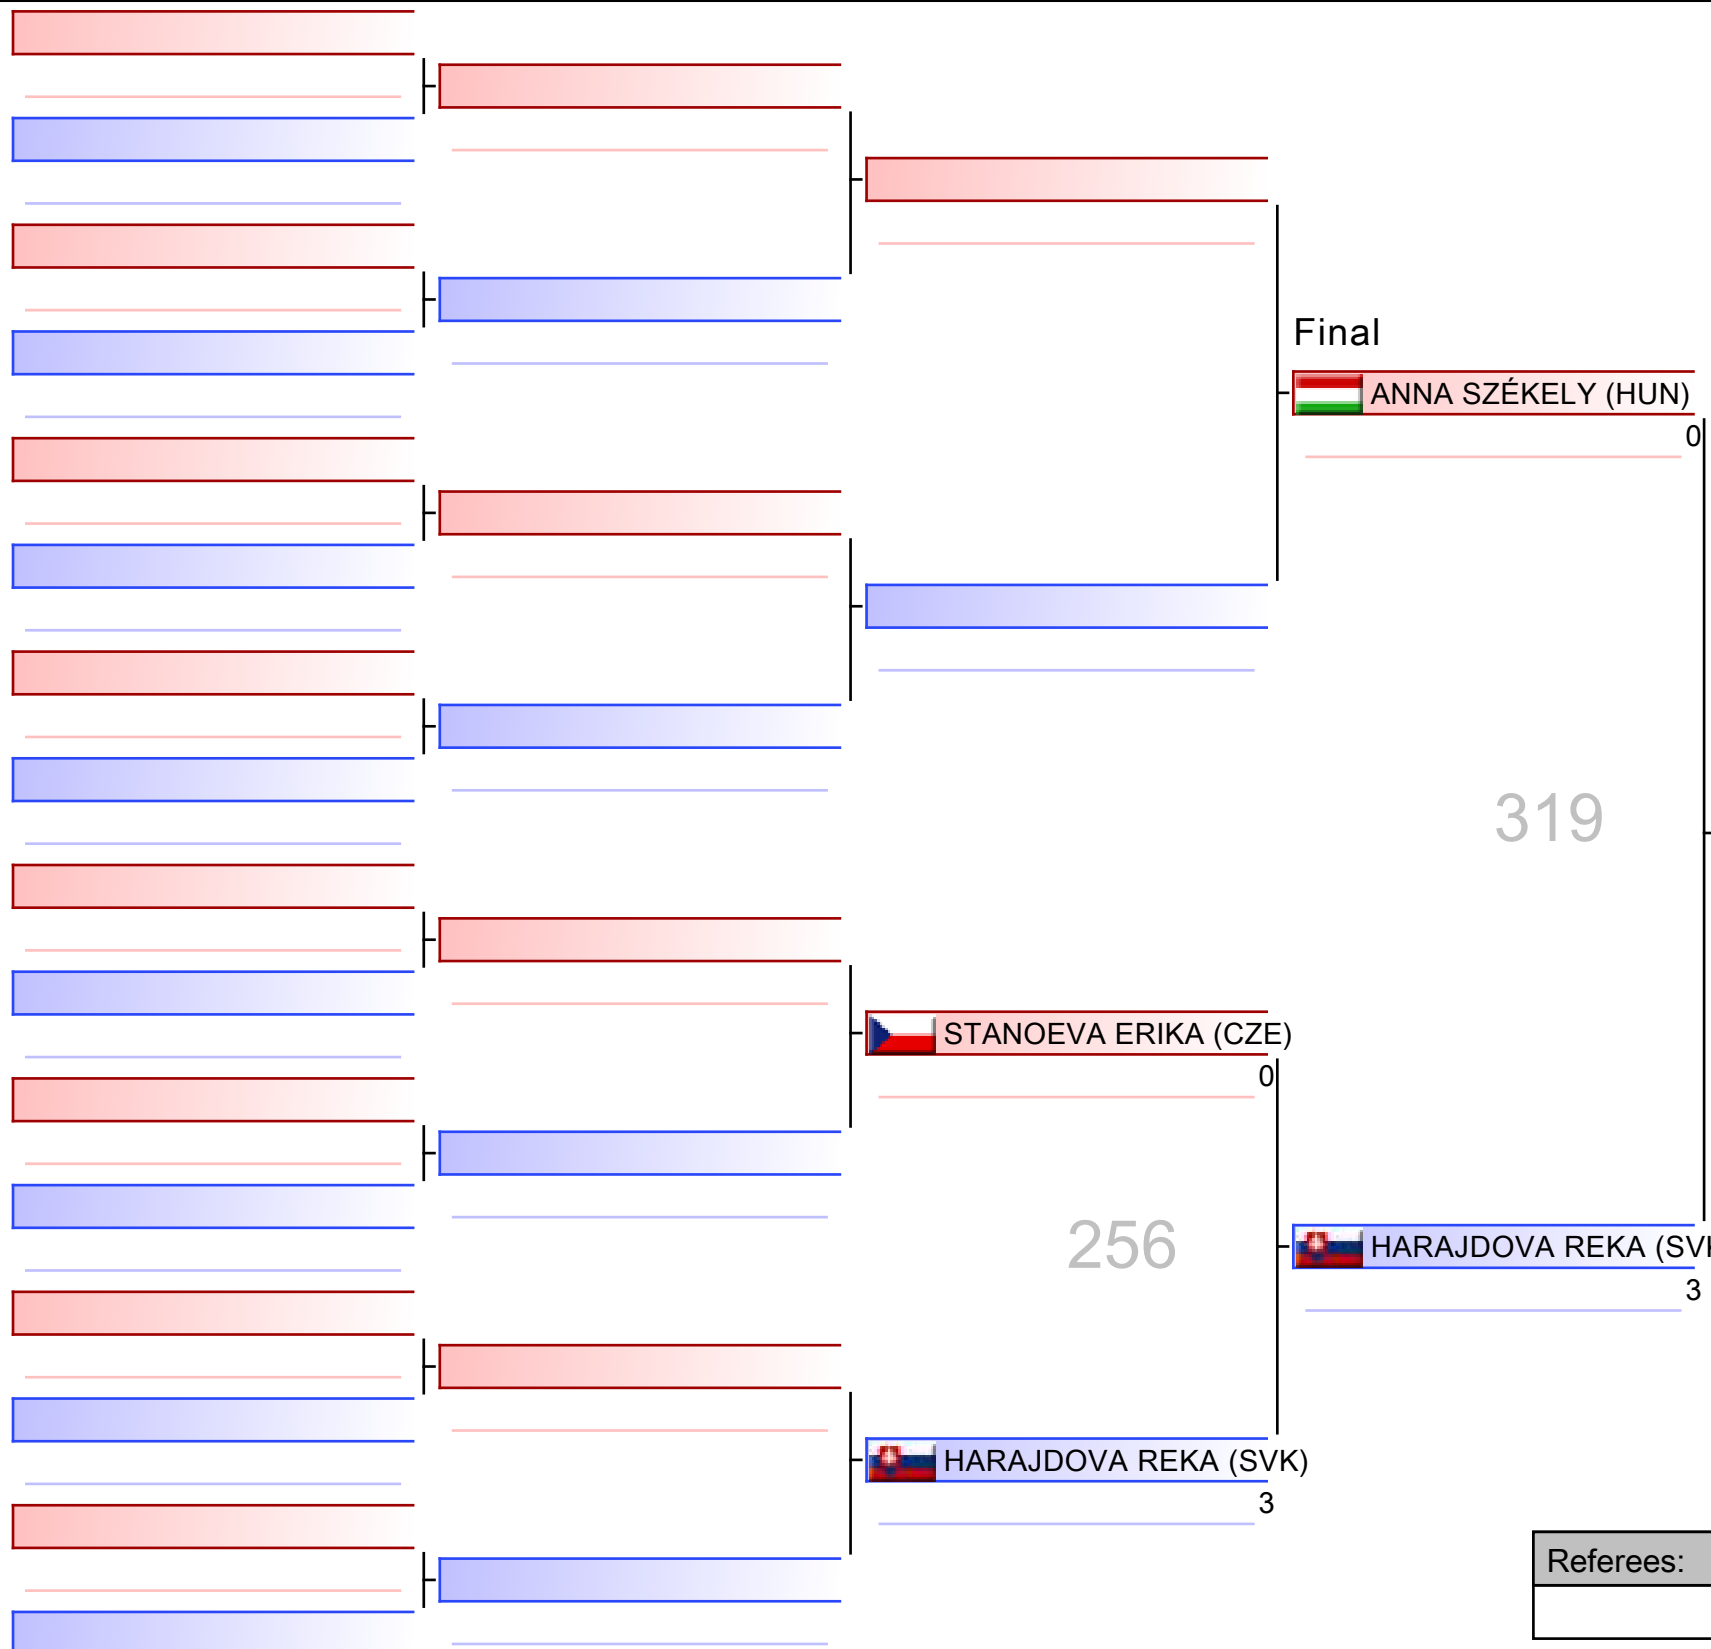 Final
ANNA SZÉKELY (HUN)
0
319
STANOEVA ERIKA (CZE)
0
256
HARAJDOVA REKA (SV
3
HARAJDOVA REKA (SVK)
3
Referees: